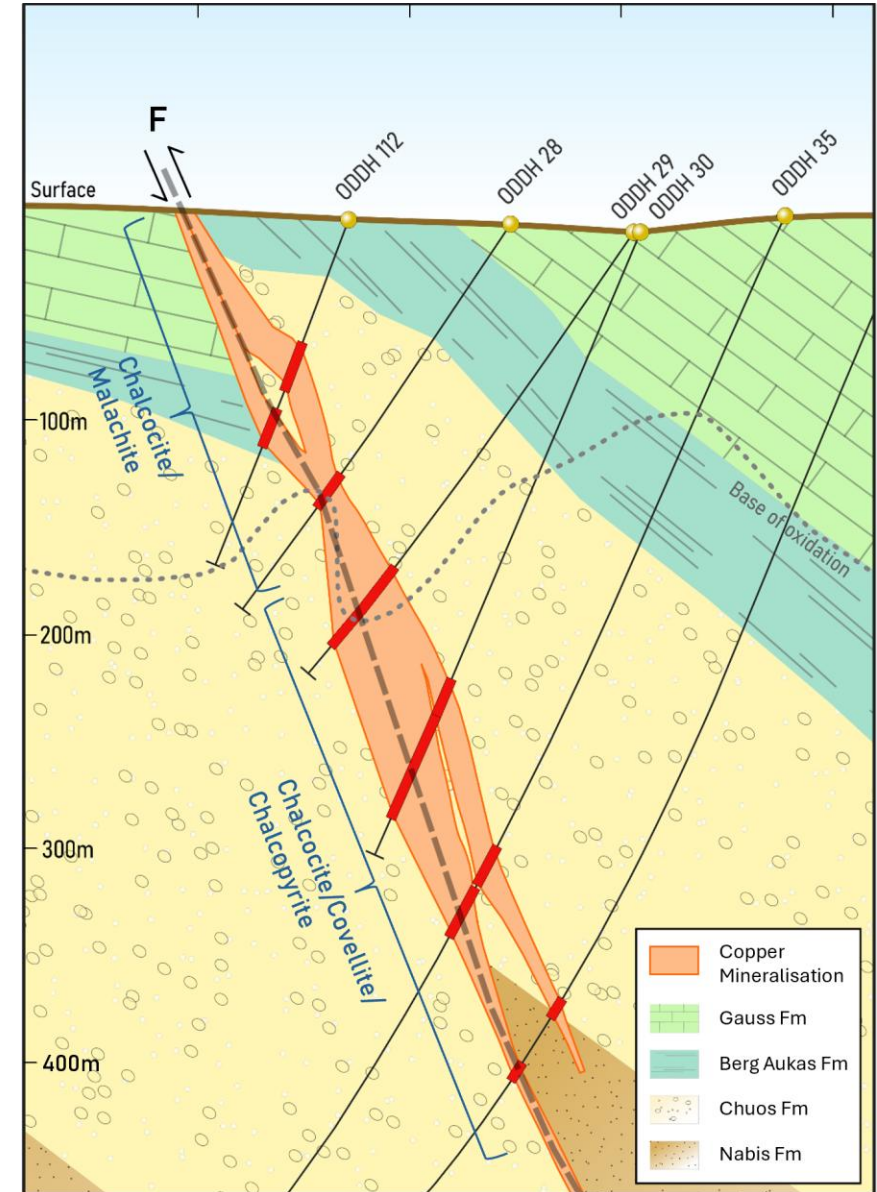 F
Surface
ODDH 112
ODDH 28
ODDH 29
ODDH 30
ODDH 35
Chalcocite/
Malachite
100m
Base of oxidation
200m
Chalcocite/Covellite/
Chalcopyrite
300m
400m
Copper
Mineralisation
Gauss Fm
Berg Aukas Fm
Chuos Fm
Nabis Fm